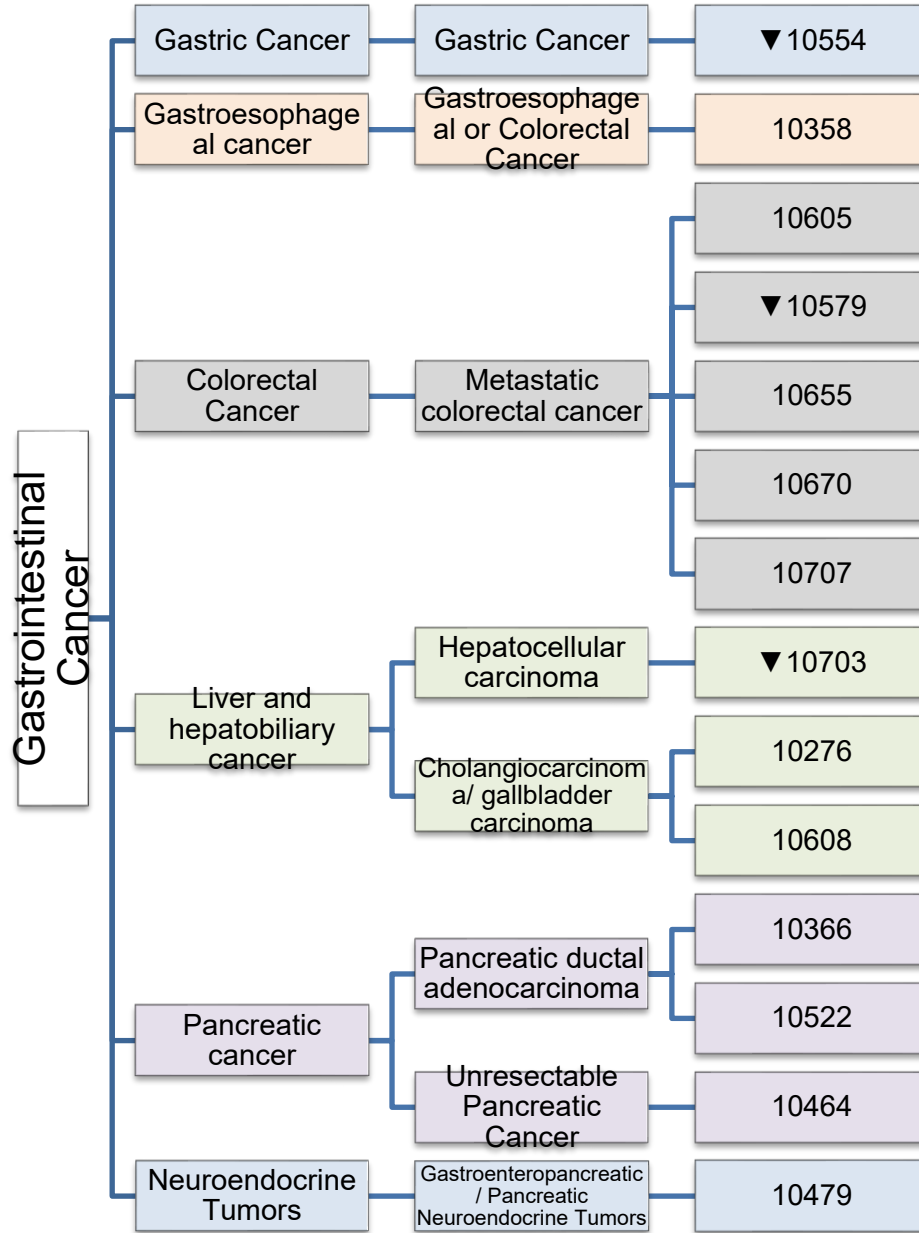 Gastrointestinal
Cancer
Gastric Cancer
Gastric Cancer
▼10554
Gastroesophage
al cancer
Gastroesophage
al or Colorectal
Cancer
10358
Colorectal
Cancer
Metastatic
colorectal cancer
10605
▼10579
10655
10670
10707
Liver and
hepatobiliary
cancer
Hepatocellular
carcinoma
▼10703
Cholangiocarcinom
a/ gallbladder
carcinoma
10276
10608
Pancreatic
cancer
Pancreatic ductal
adenocarcinoma
10366
10522
Unresectable
Pancreatic
Cancer
10464
Neuroendocrine
Tumors
Gastroenteropancreatic
/ Pancreatic
Neuroendocrine Tumors
10479